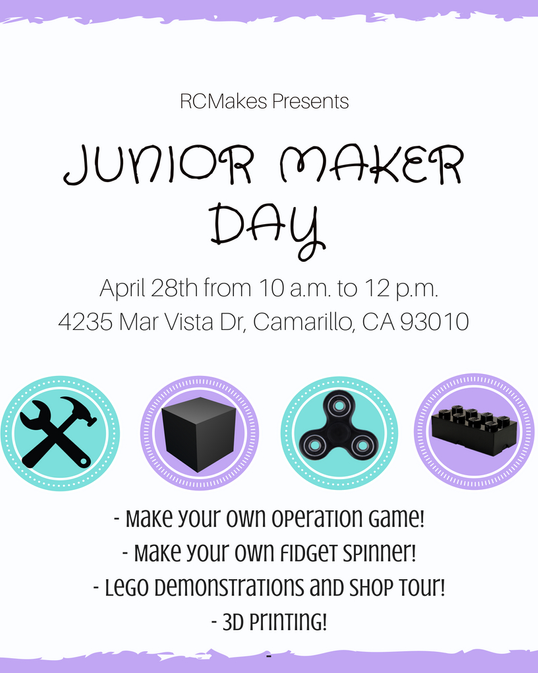 RCMakes Presents
JUNIOR MAKER
DAY
April 28th from 10 a.m. to 12 p.m.
4235 Mar Vista Dr, Camarillo, CA 93010
- Make your own Operation Game!
- Make your own fidget spinner!
- Lego Demonstrations and Shop Tour!
- 3D Printing!
-